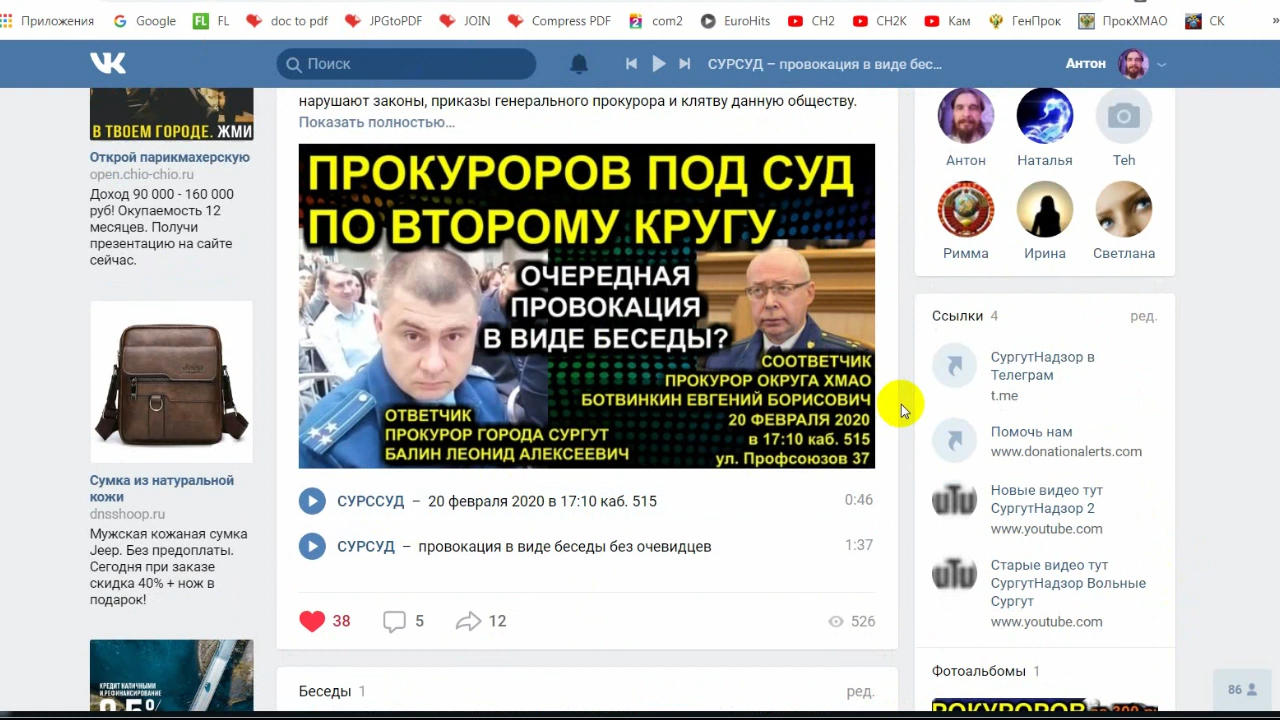 Приложения
Google
FL
FL
doc to pdf
JPGtoPDF
JOIN
Compress PDF
2
com2
EuroHits
CH2
CH2K
Кам
ГенПрок
ПрокХМАО
СК
»
Поиск
СУРСУД – провокация в виде бес...
Антон
В ТВОЕМ ГОРОДЕ. ЖМИ
Открой парикмахерскую
open.chio-chio.ru
Доход 90 000 - 160 000
руб! Окупаемость 12
месяцев. Получи
презентацию на сайте
сейчас.
Сумка из натуральной
кожи
dnsshoop.ru
Мужская кожаная сумка
Jeep. Без предоплаты.
Сегодня при заказе
скидка 40% + нож в
подарок!
КРЕДИТ НАЛИЧНЫМИ
И РЕФИНАНСИРОВАНИЕ
нарушают законы, приказы генерального прокурора и клятву данную обществу.
Показать полностью...
ПРОКУРОРОВ ПОД СУД
ПО ВТОРОМУ КРУГУ
ОЧЕРЕДНАЯ
ПРОВОКАЦИЯ
В ВИДЕ БЕСЕДЫ?
СООТВЕТЧИК
ПРОКУРОР ОКРУГА ХМАО
БОТВИНКИН ЕВГЕНИЙ БОРИСОВИЧ
20 ФЕВРАЛЯ 2020
в 17:10 каб. 515
ул. Профсоюзов 37
ОТВЕТЧИК
ПРОКУРОР ГОРОДА СУРГУТ
БАЛИН ЛЕОНИД АЛЕКСЕЕВИЧ
СУРССУД – 20 февраля 2020 в 17:10 каб. 515 0:46
СУРСУД – провокация в виде беседы без очевидцев 1:37
38 5 12 526
Беседы 1 ред.
Антон Наталья Teh
Римма Ирина Светлана
Ссылки 4 ред.
СургутНадзор в
Телеграм
t.me
Помочь нам
www.donationalerts.com
Новые видео тут
СургутНадзор 2
www.youtube.com
Старые видео тут
СургутНадзор Вольные
Сургут
www.youtube.com
Фотоальбомы 1
86